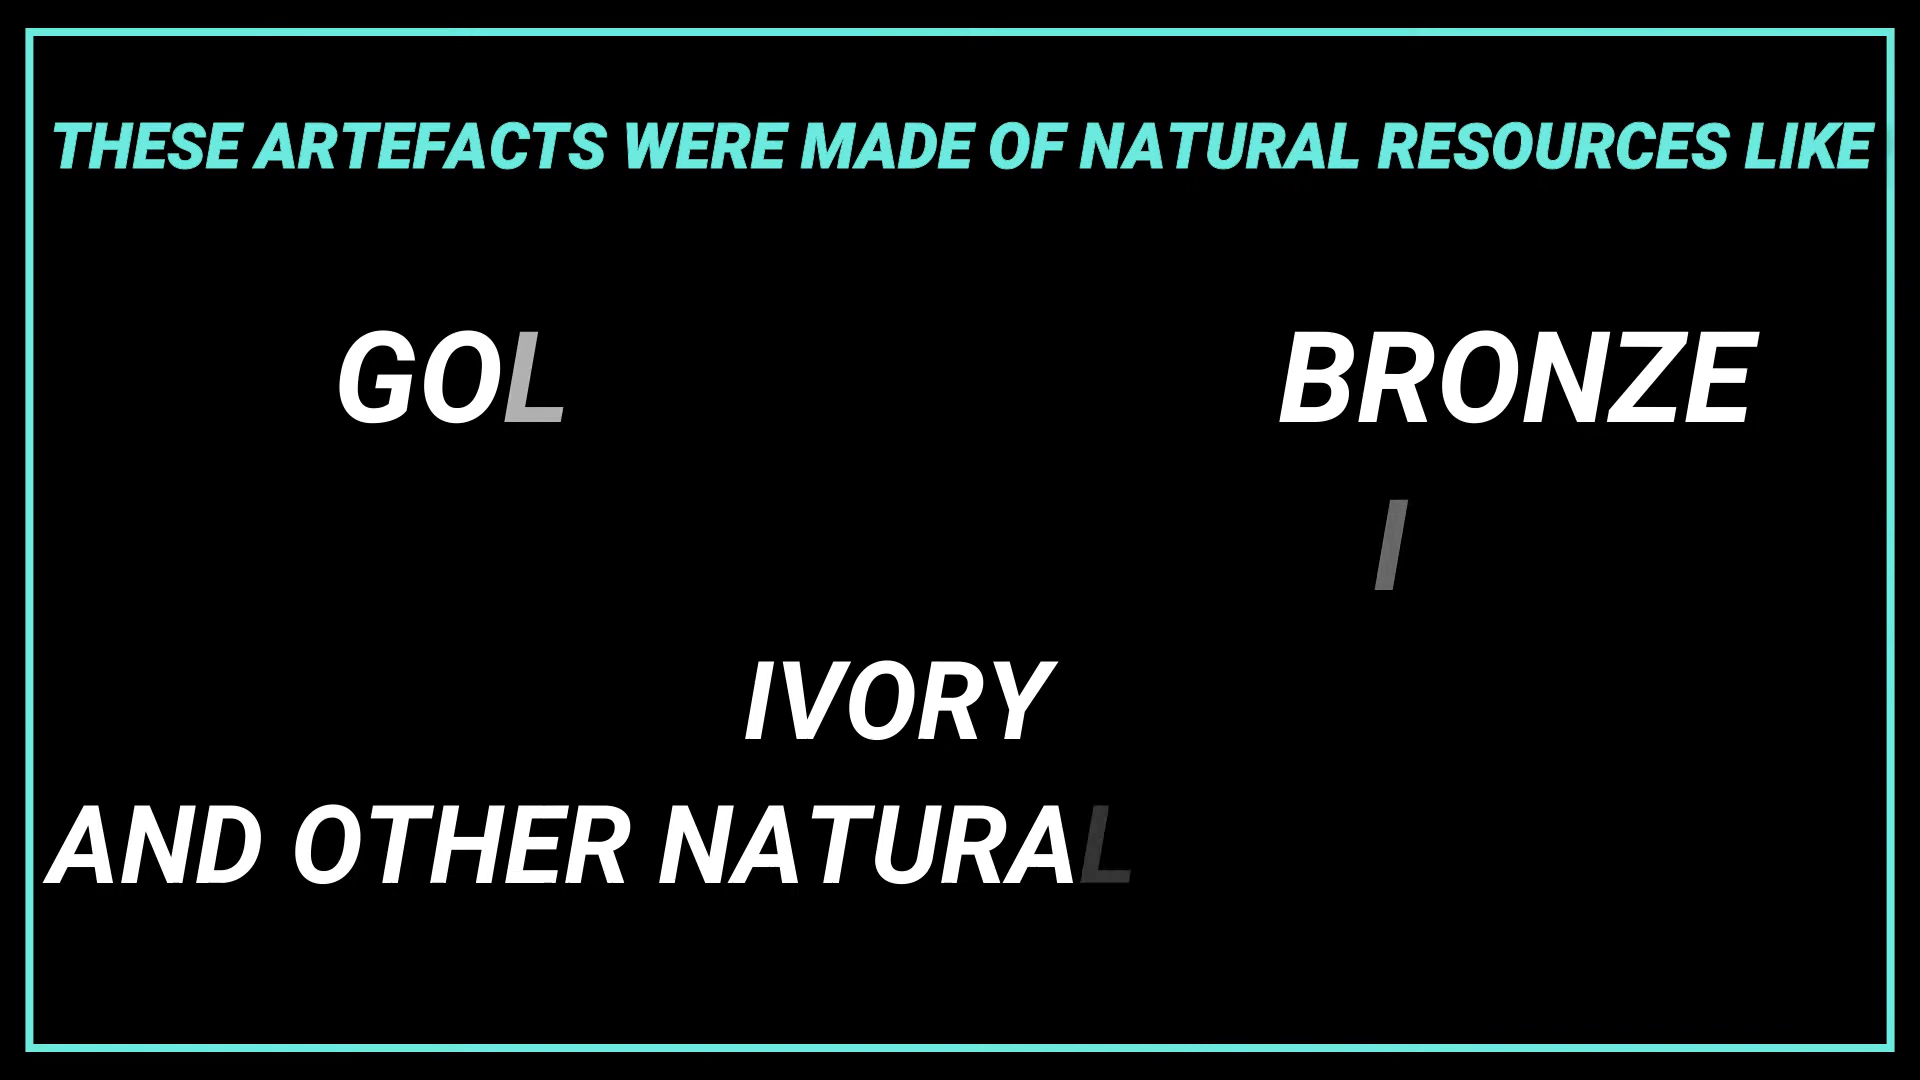 THESE ARTEFACTS WERE MADE OF NATURAL RESOURCES LIKE
GOL
BRONZE
I
IVORY
AND OTHER NATURAL